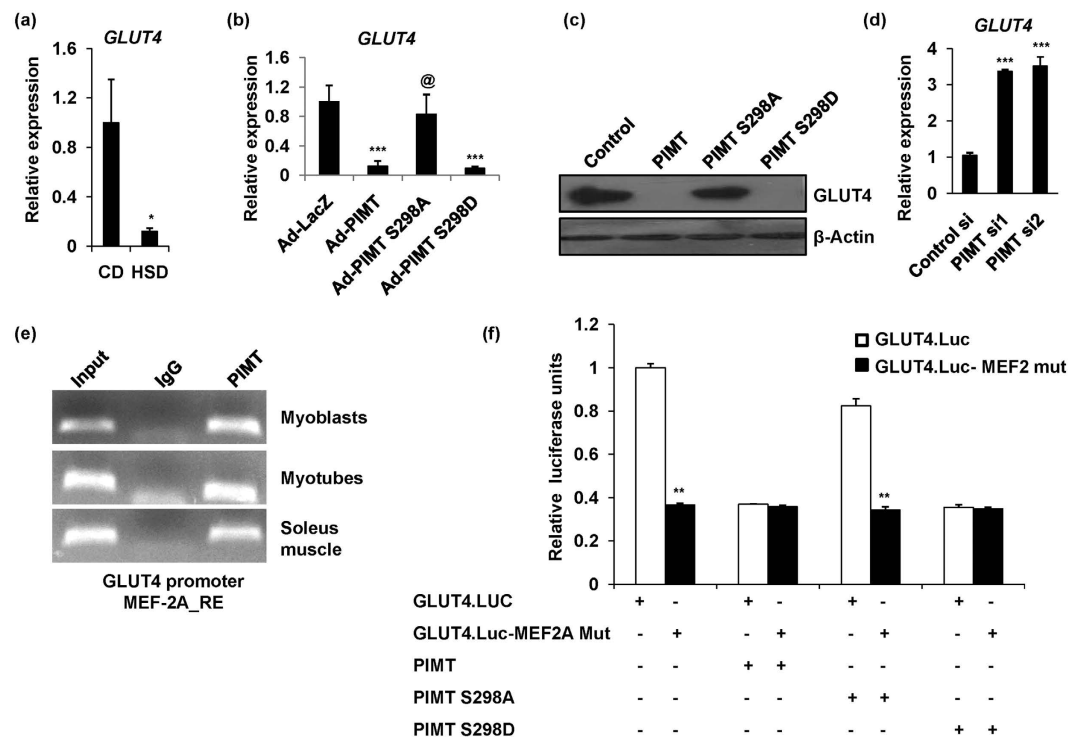 (a)
GLUT4
Relative expression
1.6
1.2
0.8
0.4
0
*
CD HSD
(b)
GLUT4
Relative expression
1.6
1.2
0.8
0.4
0
***
@
***
Ad-LacZ
Ad-PIMT
Ad-PIMT S298A
Ad-PIMT S298D
(c)
Control
PIMT
PIMT S298A
PIMT S298D
GLUT4
β-Actin
(d)
GLUT4
Relative expression
4
3
2
1
0
***
***
Control si
PIMT si1
PIMT si2
(e)
Input
IgG
PIMT
Myoblasts
Myotubes
Soleus
muscle
GLUT4 promoter
MEF-2A_RE
(f)
Relative luciferase units
1.2
1
0.8
0.6
0.4
0.2
0
GLUT4.Luc
GLUT4.Luc- MEF2 mut
**
**
GLUT4.LUC + - + - + - + -
GLUT4.Luc-MEF2A Mut - + - + - + - +
PIMT - - + + - - - -
PIMT S298A - - - - + + - -
PIMT S298D - - - - - - + +